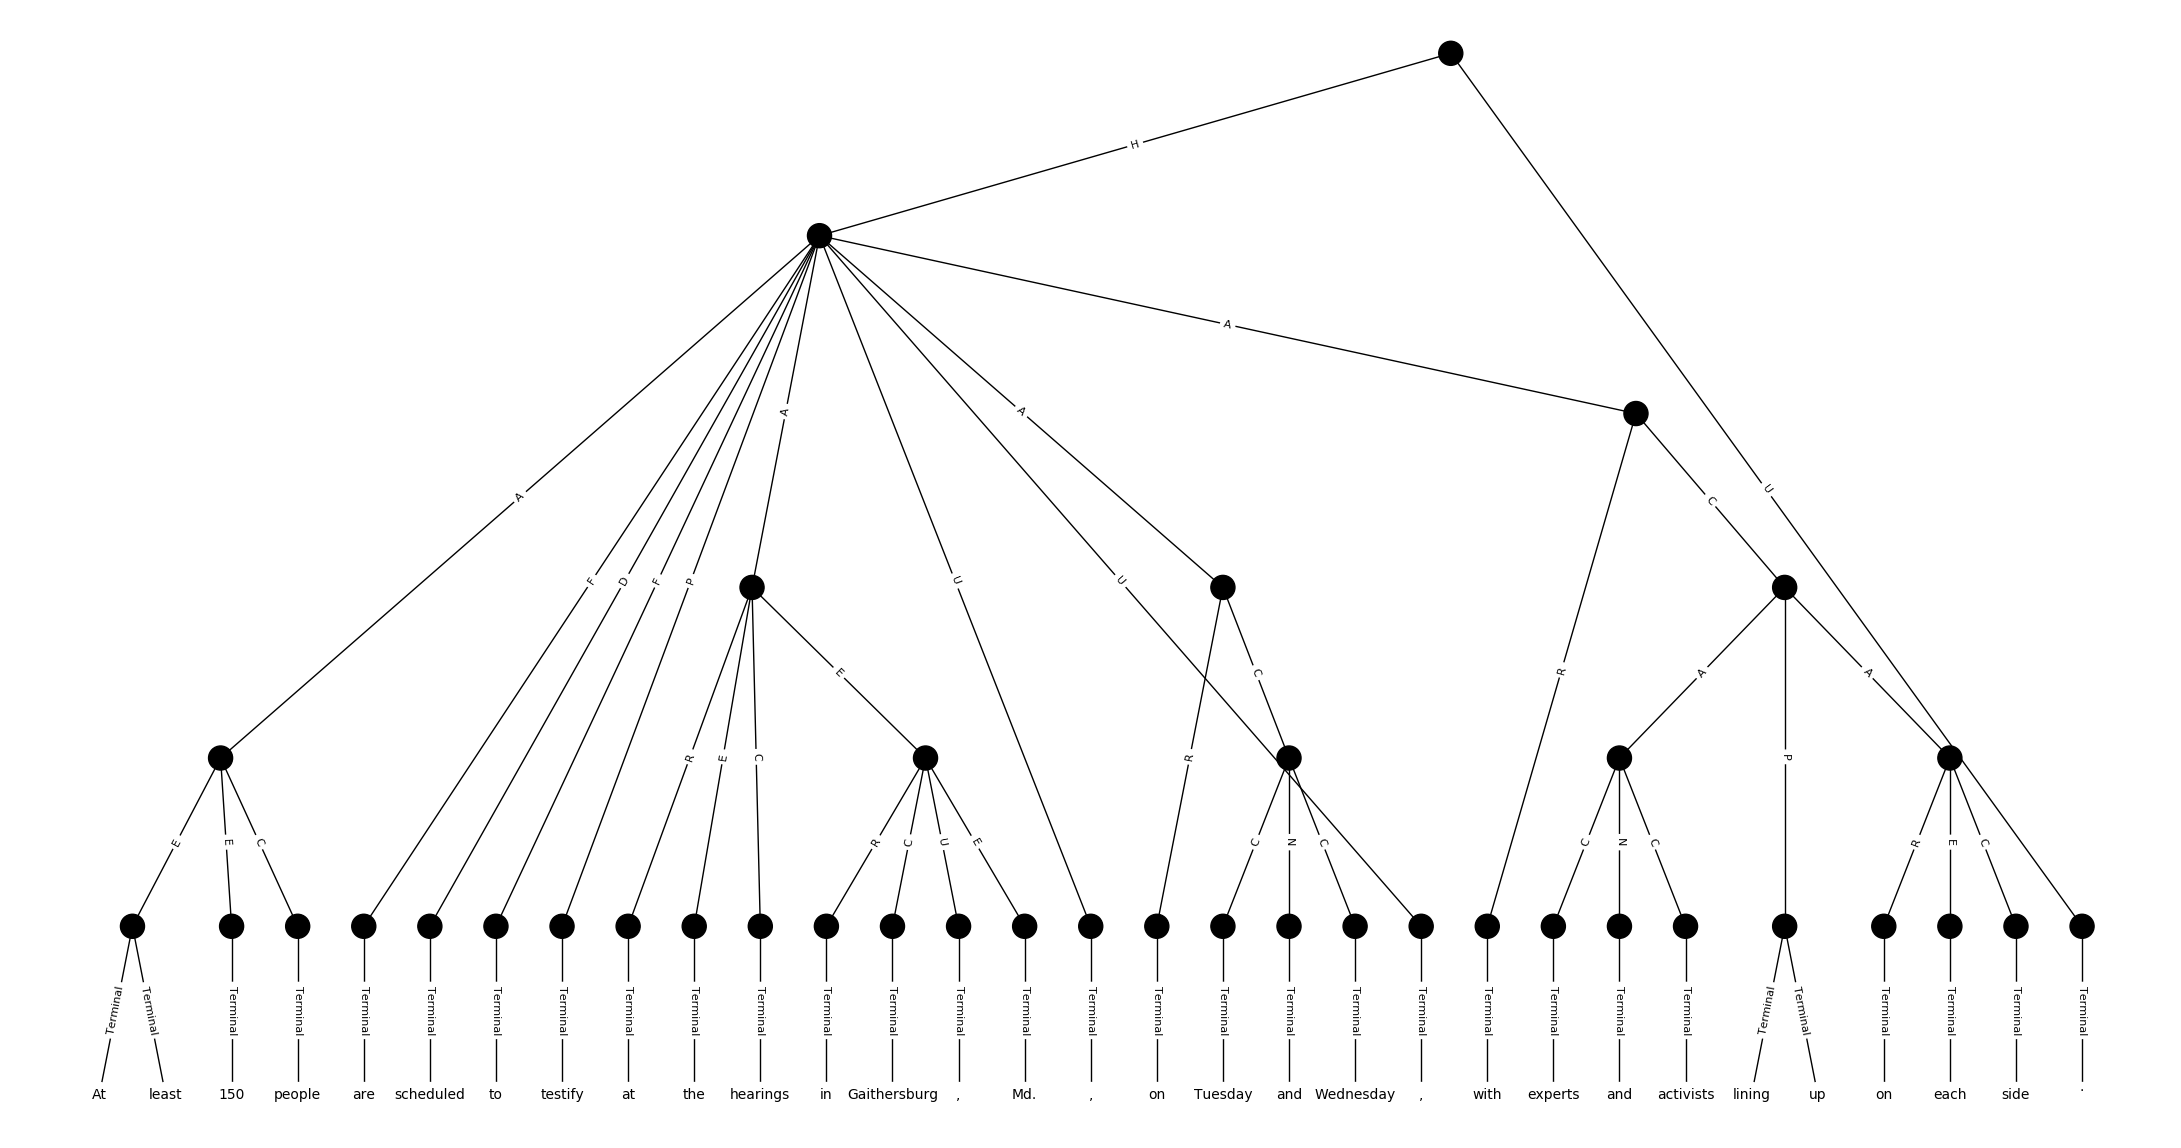 H
A
A
A
U
C
A
F
D
F
P
A
U
U
E
C
R
A
A
R
E
C
R
P
E
E
C
R
C
U
E
C
N
C
C
N
C
R
E
C
Terminal Terminal Terminal Terminal Terminal Terminal Terminal Terminal Terminal Terminal Terminal Terminal Terminal Terminal Terminal Terminal Terminal Terminal Terminal Terminal Terminal Terminal Terminal Terminal Terminal Terminal Terminal Terminal Terminal Terminal Terminal
At least 150 people are scheduled to testify at the hearings in Gaithersburg , Md. , on Tuesday and Wednesday , with experts and activists lining up on each side .